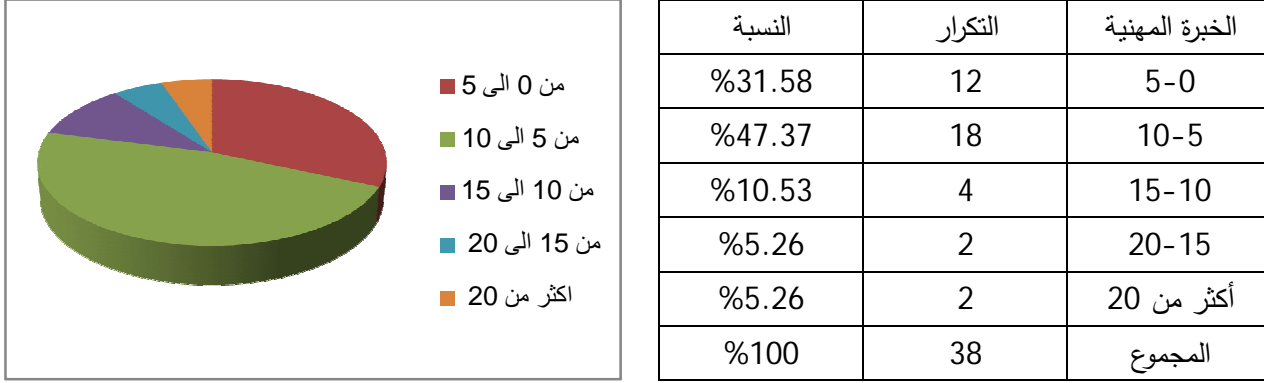 الخبرة المهنية التكرار النسبة
5-0 12 %31.58
10-5 18 %47.37
15-10 4 %10.53
20-15 2 %5.26
أكثر من 20 2 %5.26
المجموع 38 %100
من 0 الى 5
من 5 الى 10
من 10 الى 15
من 15 الى 20
اكثر من 20